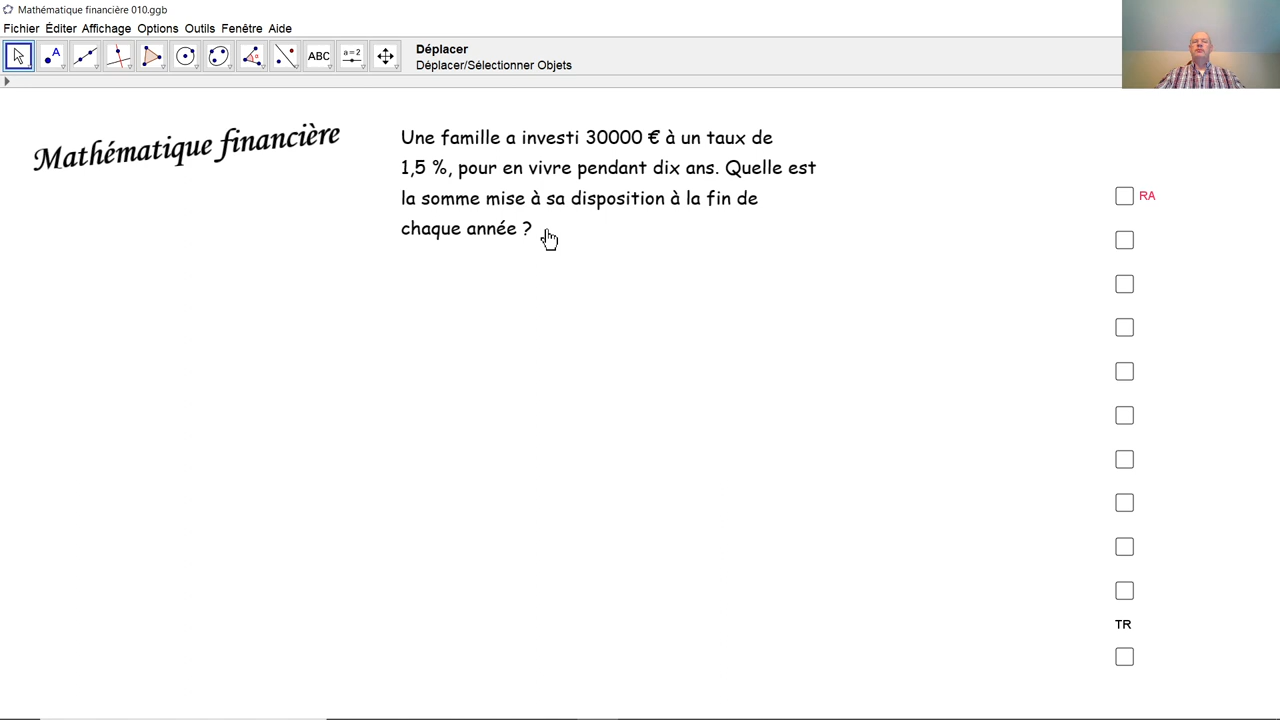 Mathématique financière 010.ggb
Fichier Éditer Affichage Options Outils Fenêtre Aide
A
ABC
a=2
Déplacer
Déplacer/Sélectionner Objets
Mathématique financière
Une famille a investi 30000 € à un taux de
1,5 %, pour en vivre pendant dix ans. Quelle est
la somme mise à sa disposition à la fin de
chaque année ?
RA
TR